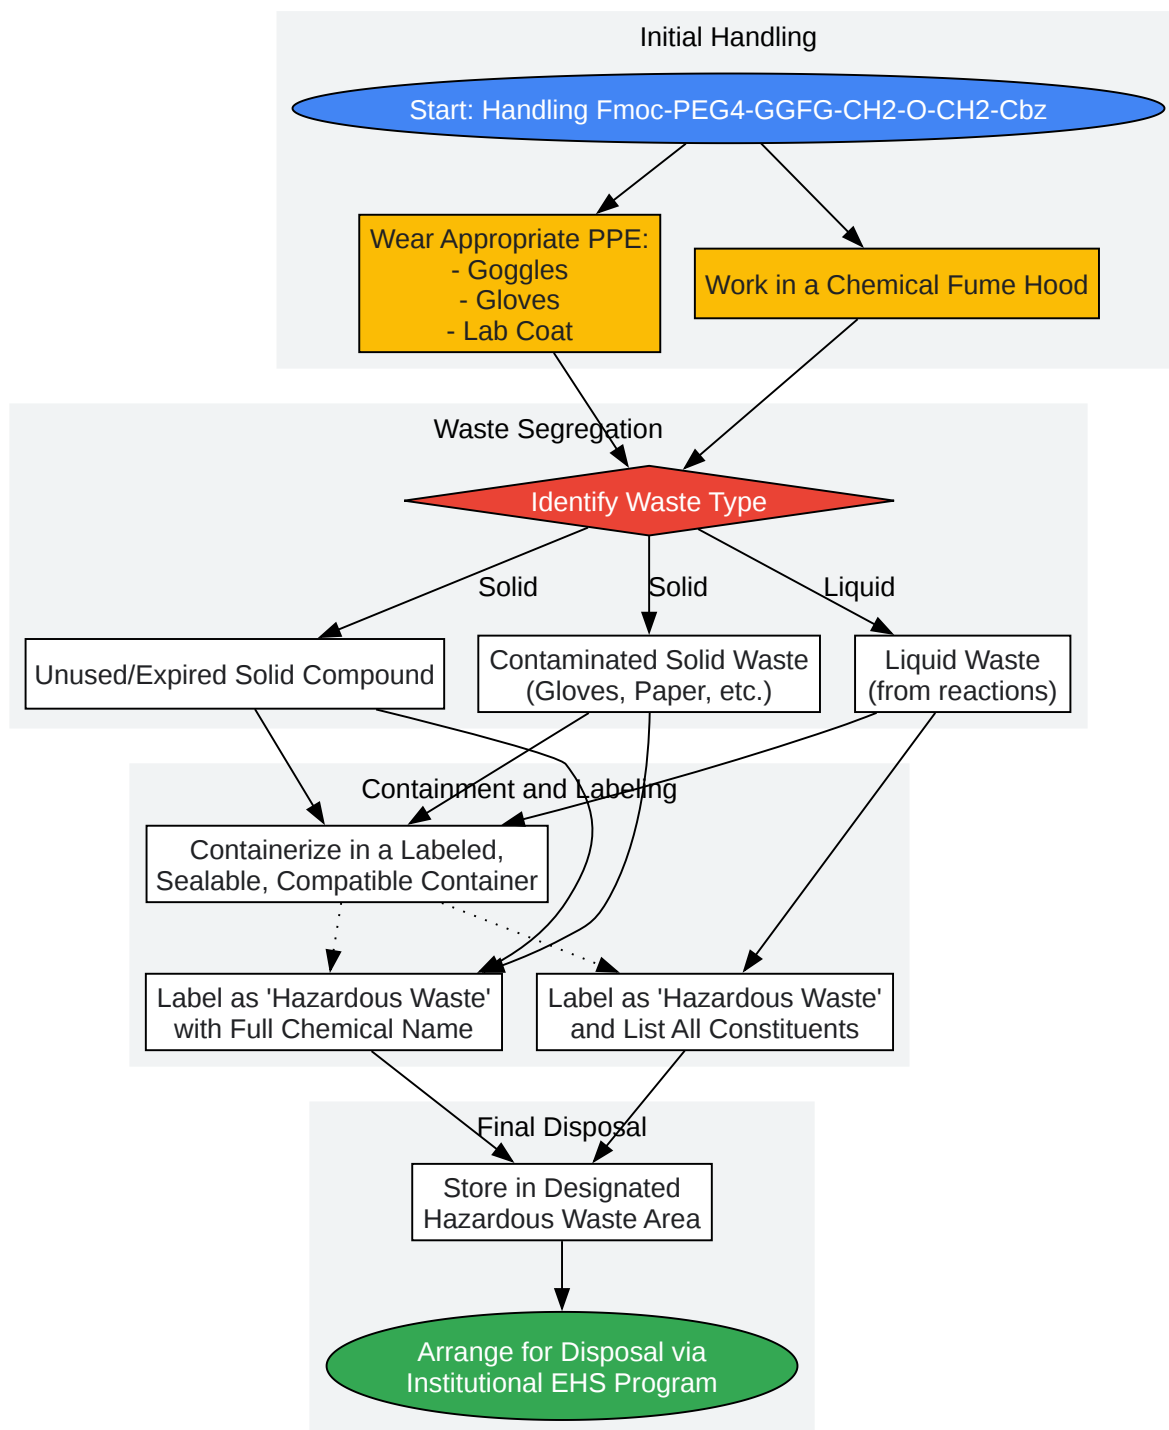 Initial Handling
Start: Handling Fmoc-PEG4-GGFG-CH2-O-CH2-Cbz
Wear Appropriate PPE:
- Goggles
- Gloves
- Lab Coat
Work in a Chemical Fume Hood
Waste Segregation
Identify Waste Type
Solid
Solid
Liquid
Unused/Expired Solid Compound
Contaminated Solid Waste
(Gloves, Paper, etc.)
Liquid Waste
(from reactions)
Containment and Labeling
Containerize in a Labeled,
Sealable, Compatible Container
Label as 'Hazardous Waste'
with Full Chemical Name
Label as 'Hazardous Waste'
and List All Constituents
Final Disposal
Store in Designated
Hazardous Waste Area
Arrange for Disposal via
Institutional EHS Program